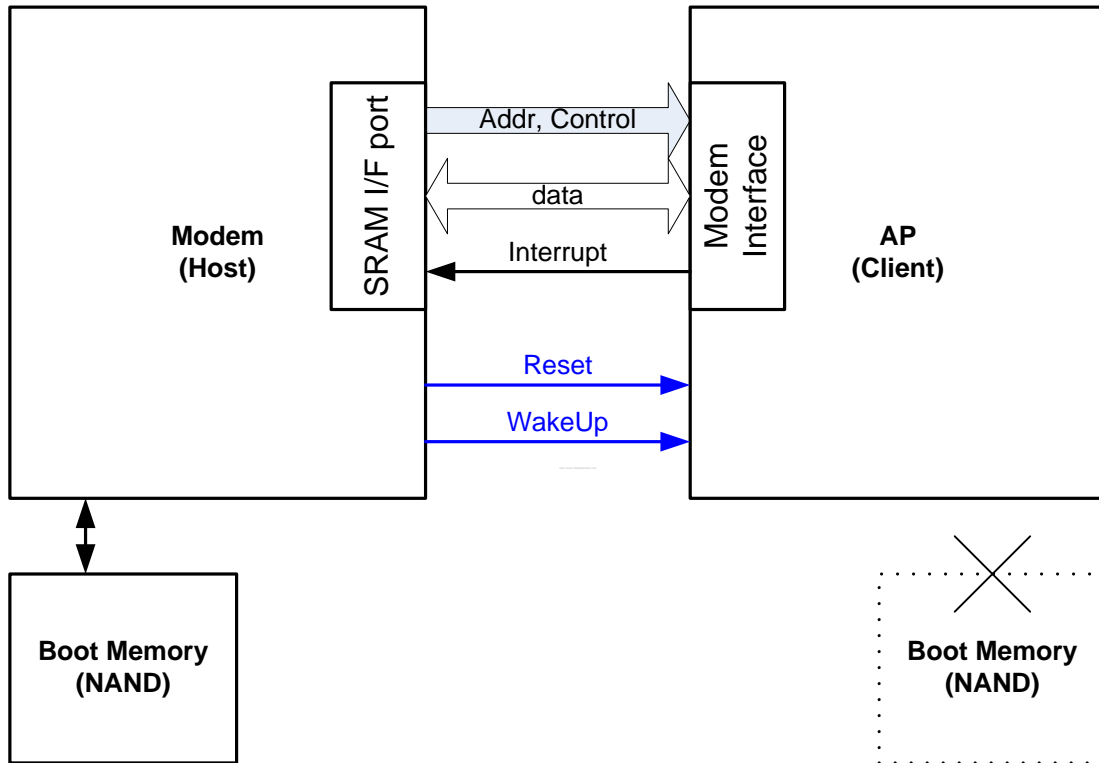 Addr, Control
SRAM I/F port
data
Modem
Interface
Modem
(Host)
AP
(Client)
Interrupt
Reset
WakeUp
Boot Memory
(NAND)
Boot Memory
(NAND)